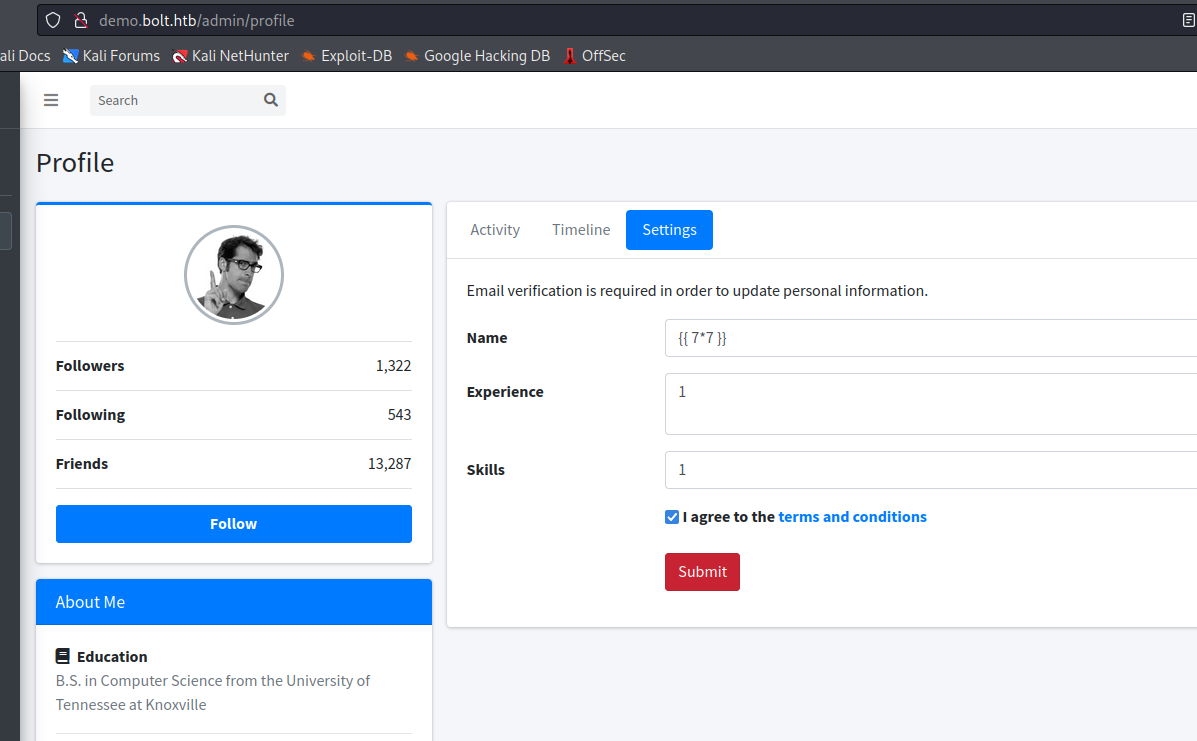 demo.bolt.htb/admin/profile
ali Docs Kali Forums Kali NetHunter Exploit-DB Google Hacking DB OffSec
Search
Profile
Followers 1,322
Following 543
Friends 13,287
Follow
About Me
Education
B.S. in Computer Science from the University of
Tennessee at Knoxville
Activity Timeline Settings
Email verification is required in order to update personal information.
Name {{ 7*7 }}
Experience 1
Skills 1
I agree to the terms and conditions
Submit